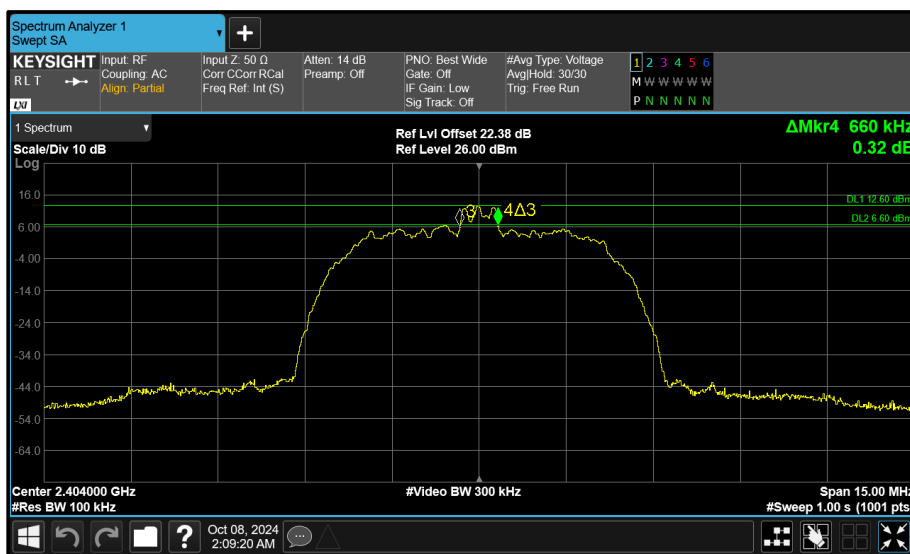 Spectrum Analyzer 1
Swept SA
+
KEYSIGHT
R L T
LXI
Input: RF
Coupling: AC
Align: Partial
Input Z: 50 Ω
Corr CCorr RCal
Freq Ref: Int (S)
Atten: 14 dB
Preamp: Off
PNO: Best Wide
Gate: Off
IF Gain: Low
Sig Track: Off
#Avg Type: Voltage
Avg|Hold: 30/30
Trig: Free Run
1 2 3 4 5 6
M W W W W W
P N N N N N
1 Spectrum
Scale/Div 10 dB
Log
Ref Lvl Offset 22.38 dB
Ref Level 26.00 dBm
ΔMkr4 660 kHz
0.32 dB
16.0
6.00
-4.00
-14.0
-24.0
-34.0
-44.0
-54.0
-64.0
3
4Δ3
DL1 12.60 dBm
DL2 6.60 dBm
Center 2.404000 GHz
#Res BW 100 kHz
#Video BW 300 kHz
Span 15.00 MHz
#Sweep 1.00 s (1001 pts
?
Oct 08, 2024
2:09:20 AM